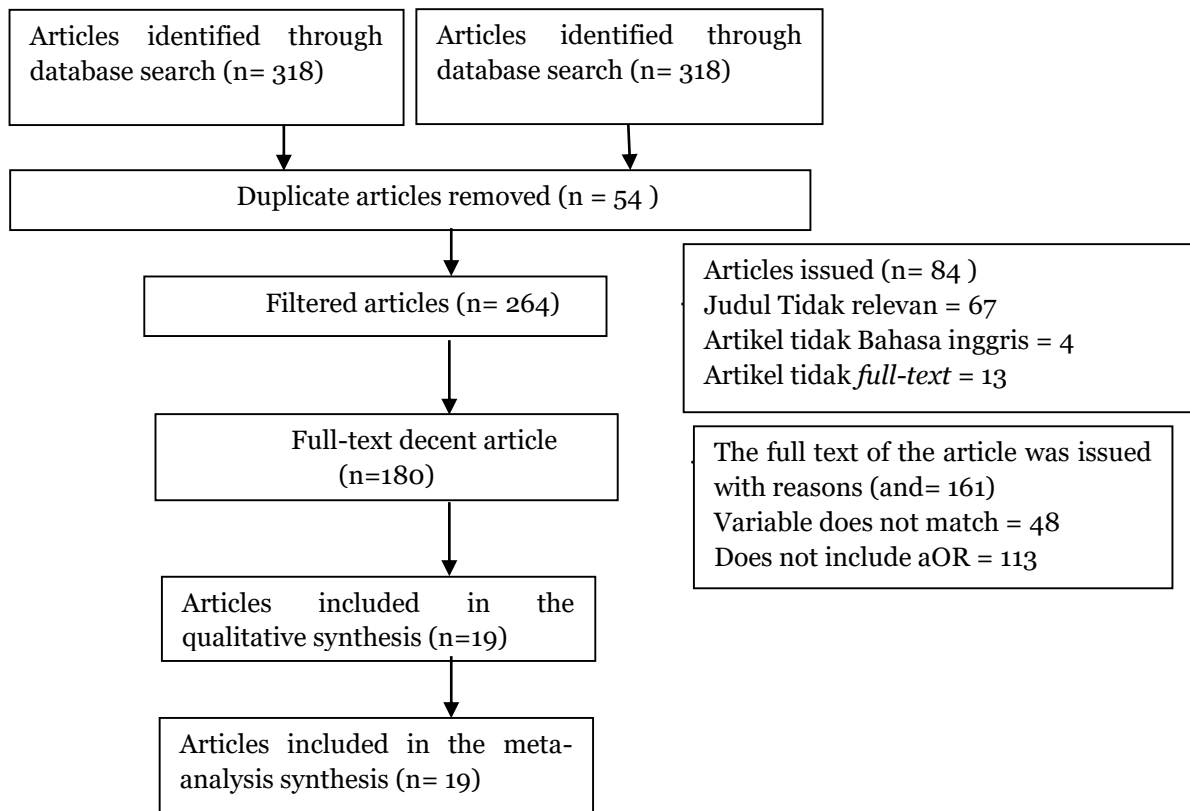 Articles identified through
database search (n= 318)
Articles identified through
database search (n= 318)
Duplicate articles removed (n = 54 )
Filtered articles (n= 264)
Articles issued (n= 84 )
Judul Tidak relevan = 67
Artikel tidak Bahasa inggris = 4
Artikel tidak full-text = 13
Full-text decent article
(n=180)
The full text of the article was issued
with reasons (and= 161)
Variable does not match = 48
Does not include aOR = 113
Articles included in the
qualitative synthesis (n=19)
Articles included in the meta-
analysis synthesis (n= 19)